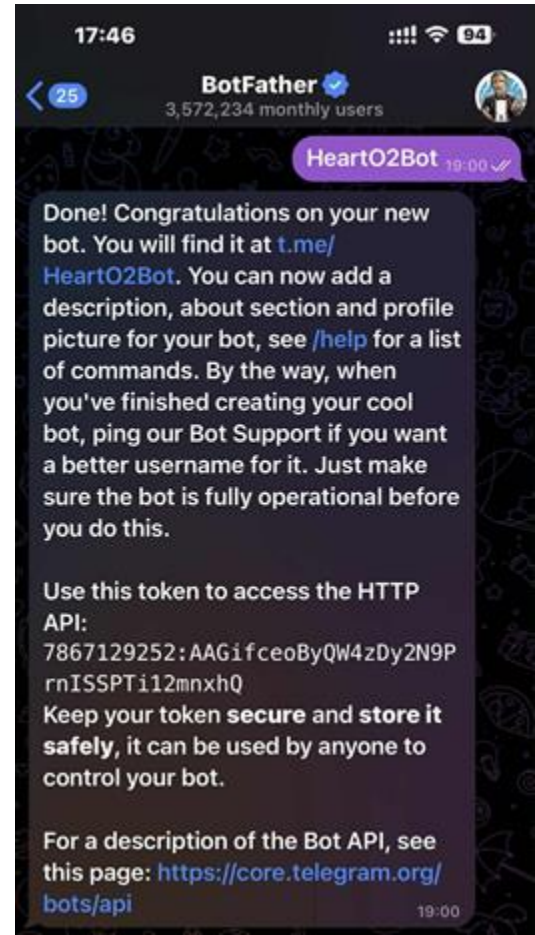 17:46
94
25
BotFather
3,572,234 monthly users
HeartO2Bot 19:00
Done! Congratulations on your new
bot. You will find it at t.me/
HeartO2Bot. You can now add a
description, about section and profile
picture for your bot, see /help for a list
of commands. By the way, when
you've finished creating your cool
bot, ping our Bot Support if you want
a better username for it. Just make
sure the bot is fully operational before
you do this.
Use this token to access the HTTP
API:
7867129252:AAGifceoByQW4zDy2N9P
rnISSPTi12mnxhQ
Keep your token secure and store it
safely, it can be used by anyone to
control your bot.
For a description of the Bot API, see
this page: https://core.telegram.org/
bots/api
19:00